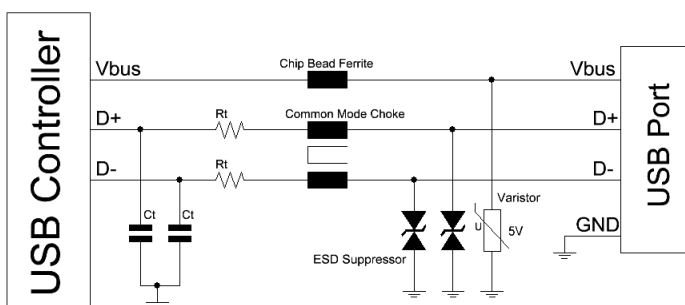 USB Controller
Vbus
Chip Bead Ferrite
Vbus
D+
Rt
Common Mode Choke
D+
D-
Rt
D-
USB Port
Ct
Ct
Varistor
U
5V
GND
ESD Suppressor